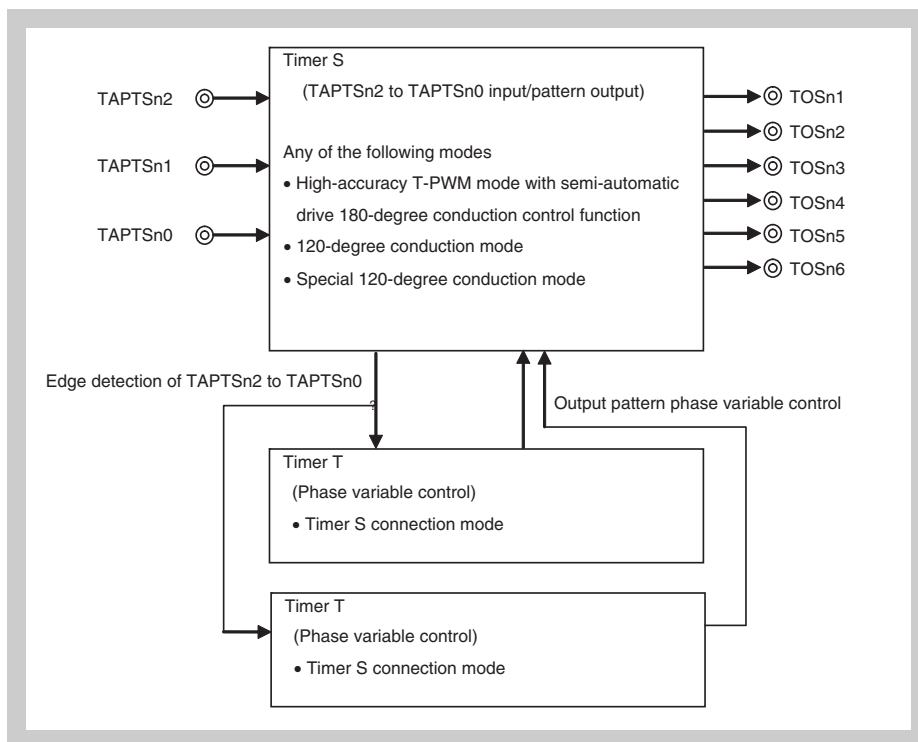 Timer S
(TAPTSn2 to TAPTSn0 input/pattern output)
TAPTSn2
TAPTSn1
TAPTSn0
Any of the following modes
• High-accuracy T-PWM mode with semi-automatic
drive 180-degree conduction control function
• 120-degree conduction mode
• Special 120-degree conduction mode
TOSn1
TOSn2
TOSn3
TOSn4
TOSn5
TOSn6
Edge detection of TAPTSn2 to TAPTSn0
Output pattern phase variable control
Timer T
(Phase variable control)
• Timer S connection mode
Timer T
(Phase variable control)
• Timer S connection mode